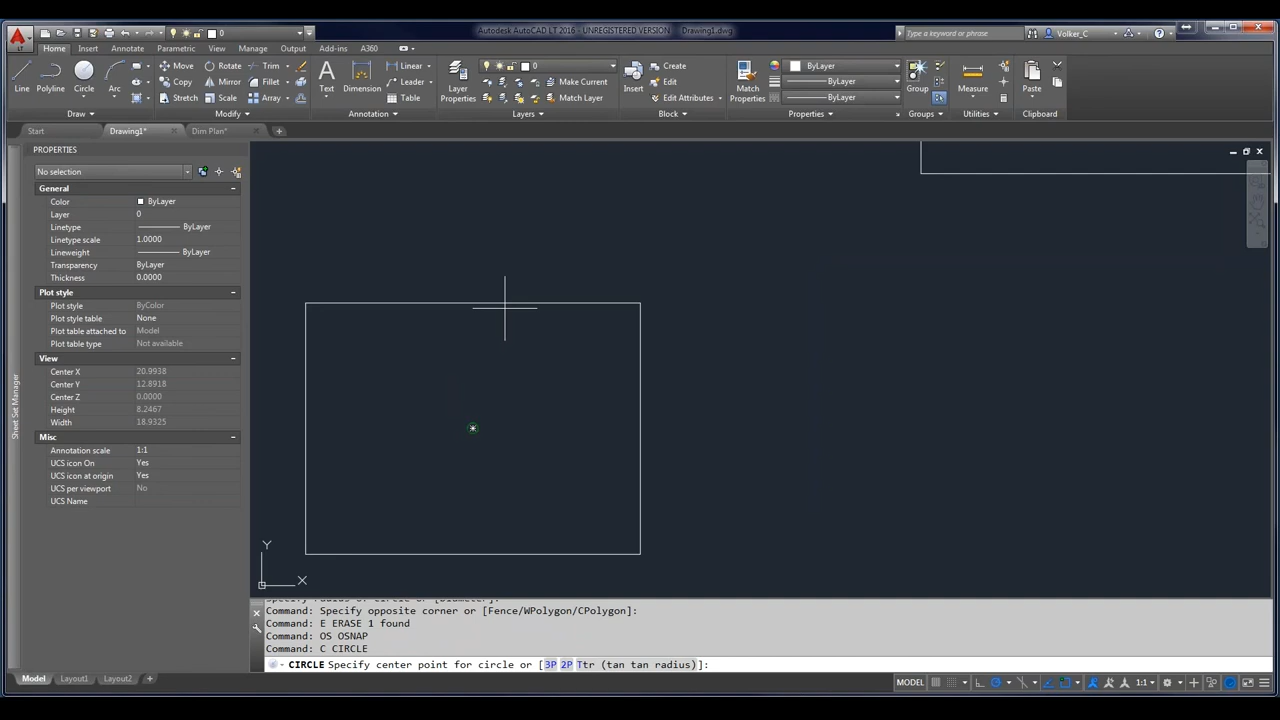 Autodesk AutoCAD LT 2016 - UNREGISTERED VERSION Drawing1.dwg
0
Type a keyword or phrase
Volker_C
LT
Home Insert Annotate Parametric View Manage Output Add-ins A360
Line Polyline Circle Arc
Move Rotate Trim
Copy Mirror Fillet
Stretch Scale Array
Text Dimension
Linear
Leader
Table
Layer Properties
0
Make Current
Match Layer
Insert
Create
Edit
Edit Attributes
Match Properties
ByLayer
ByLayer
ByLayer
Group
Measure
Paste
Draw Modify Annotation Layers Block Properties Groups Utilities Clipboard
Start Drawing1* Dim Plan*
PROPERTIES
No selection
General
Color ByLayer
Layer 0
Linetype ByLayer
Linetype scale 1.0000
Lineweight ByLayer
Transparency ByLayer
Thickness 0.0000
Plot style
Plot style ByColor
Plot style table None
Plot table attached to Model
Plot table type Not available
View
Center X 20.9938
Center Y 12.8918
Center Z 0.0000
Height 8.2467
Width 18.9325
Misc
Annotation scale 1:1
UCS icon On Yes
UCS icon at origin Yes
UCS per viewport No
UCS Name
Sheet Set Manager
Y
X
Command: Specify opposite corner or [Fence/WPolygon/CPolygon]:
Command: E ERASE 1 found
Command: OS OSNAP
Command: C CIRCLE
CIRCLE Specify center point for circle or [3P 2P Ttr (tan tan radius)]:
Model Layout1 Layout2
MODEL 1:1